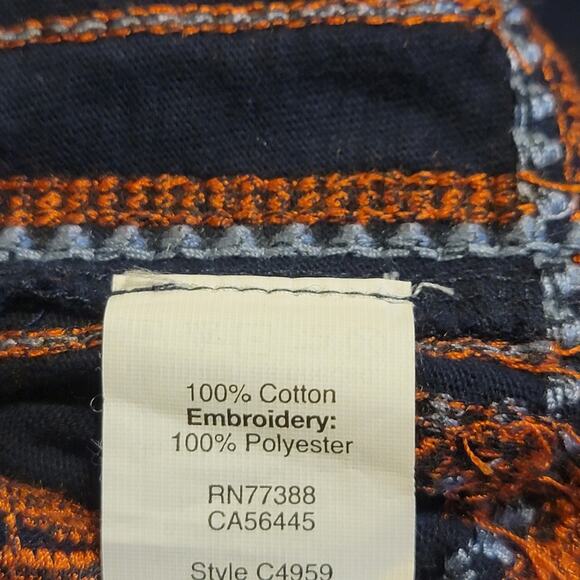 100% Cotton
Embroidery:
100% Polyester
RN77388
CA56445
Style C4959